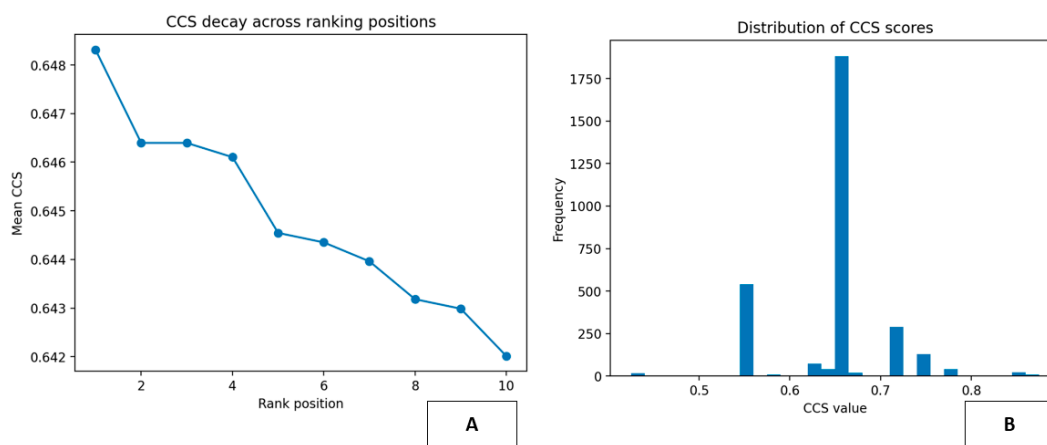 CCS decay across ranking positions
0.648
0.647
0.646
0.645
0.644
0.643
0.642
Mean CCS
2 4 6 8 10
Rank position
A
Distribution of CCS scores
1750
1500
1250
1000
750
500
250
0
Frequency
0.5 0.6 0.7 0.8
CCS value
B